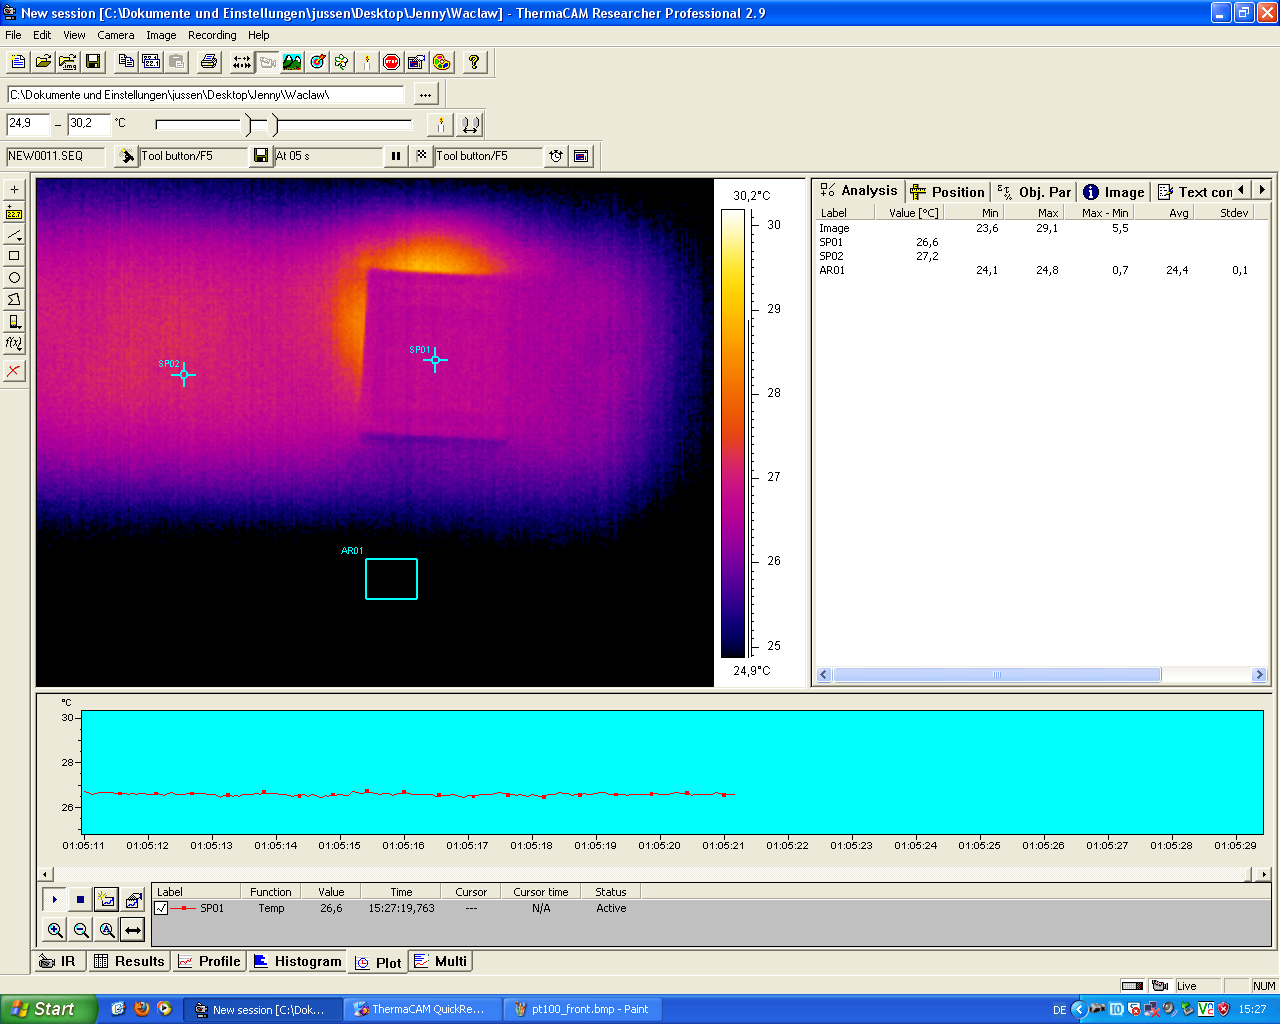 New session [C:\Dokumente und Einstellungen\jussen\Desktop\Jenny\Waclaw] - ThermaCAM Researcher Professional 2.9
File Edit View Camera Image Recording Help
C:\Dokumente und Einstellungen\jussen\Desktop\Jenny\Waclaw\
24,9 – 30,2 °C
NEW0011.SEQ Tool button/F5 At 05 s Tool button/F5
Analysis Position Obj. Par Image Text con
Label Value [°C] Min Max Max - Min Avg Stdev
Image 23,6 29,1 5,5
SP01 26,6
SP02 27,2
AR01 24,1 24,8 0,7 24,4 0,1
SP01
SP02
AR01
30,2°C
30
29
28
27
26
25
24,9°C
22.7
f(x)
°C
30
28
26
01:05:11 01:05:12 01:05:13 01:05:14 01:05:15 01:05:16 01:05:17 01:05:18 01:05:19 01:05:20 01:05:21 01:05:22 01:05:23 01:05:24 01:05:25 01:05:26 01:05:27 01:05:28 01:05:29
Label Function Value Time Cursor Cursor time Status
SP01 Temp 26,6 15:27:19,763 --- N/A Active
IR Results Profile Histogram Plot Multi
Live NUM
Start New session [C:\Dok... ThermaCAM QuickRe... pt100_front.bmp - Paint DE 15:27